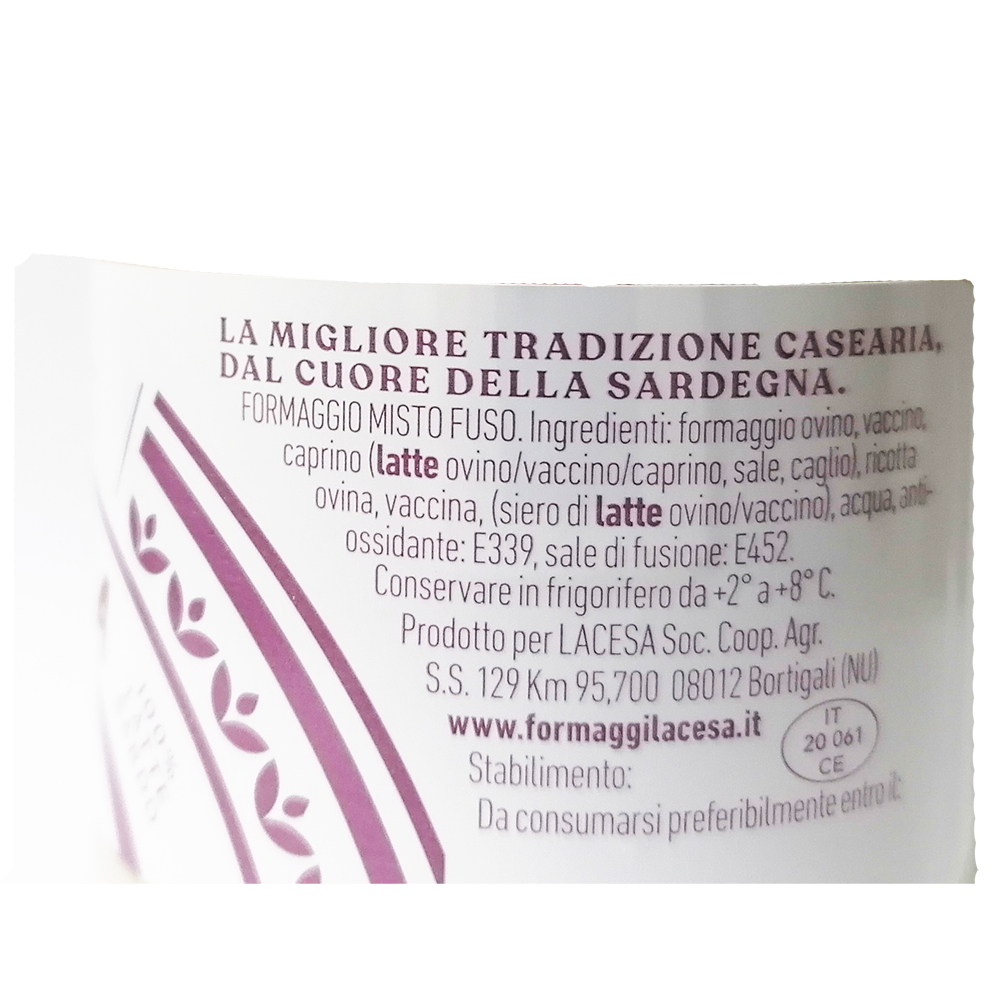 LA MIGLIORE TRADIZIONE CASEARIA,
DAL CUORE DELLA SARDEGNA.
FORMAGGIO MISTO FUSO. Ingredienti: formaggio ovino, vaccino,
caprino (latte ovino/vaccino/caprino, sale, caglio), ricotta
ovina, vaccina, (siero di latte ovino/vaccino), acqua, anti-
ossidante: E339, sale di fusione: E452.
Conservare in frigorifero da +2° a +8° C.
Prodotto per LACESA Soc. Coop. Agr.
S.S. 129 Km 95,700 08012 Bortigali (NU)
www.formaggilacesa.it
IT
20 061
CE
Stabilimento:
Da consumarsi preferibilmente entro il:
100%
LATTE
SARDO